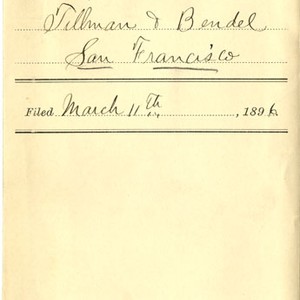 Tillman & Bendel
San Francisco
Filed March 11th, 1896